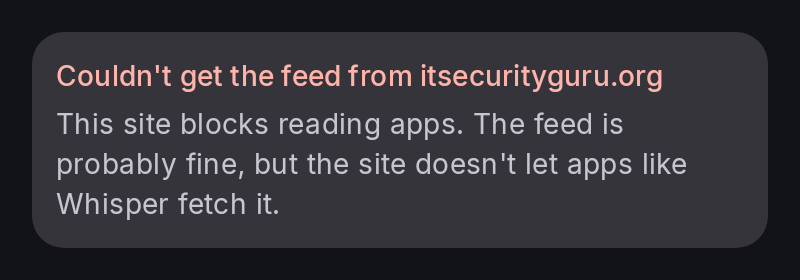 Couldn't get the feed from itsecurityguru.org
This site blocks reading apps. The feed is
probably fine, but the site doesn't let apps like
Whisper fetch it.